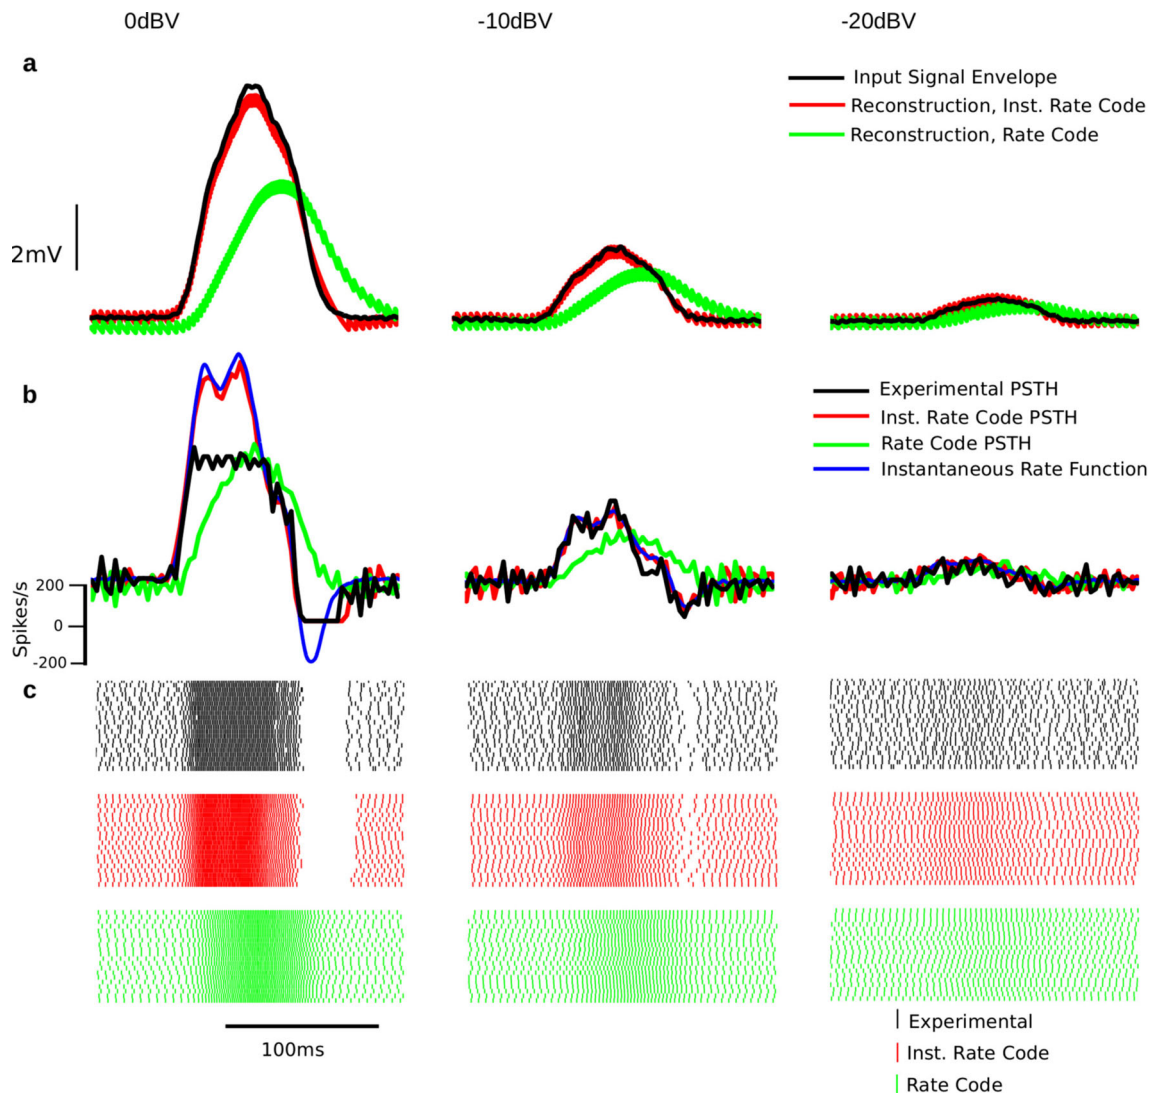 0dBV
-10dBV
-20dBV
a
Input Signal Envelope
Reconstruction, Inst. Rate Code
Reconstruction, Rate Code
2mV
b
Experimental PSTH
Inst. Rate Code PSTH
Rate Code PSTH
Instantaneous Rate Function
Spikes/s
200
0
-200
c
Experimental
Inst. Rate Code
Rate Code
100ms